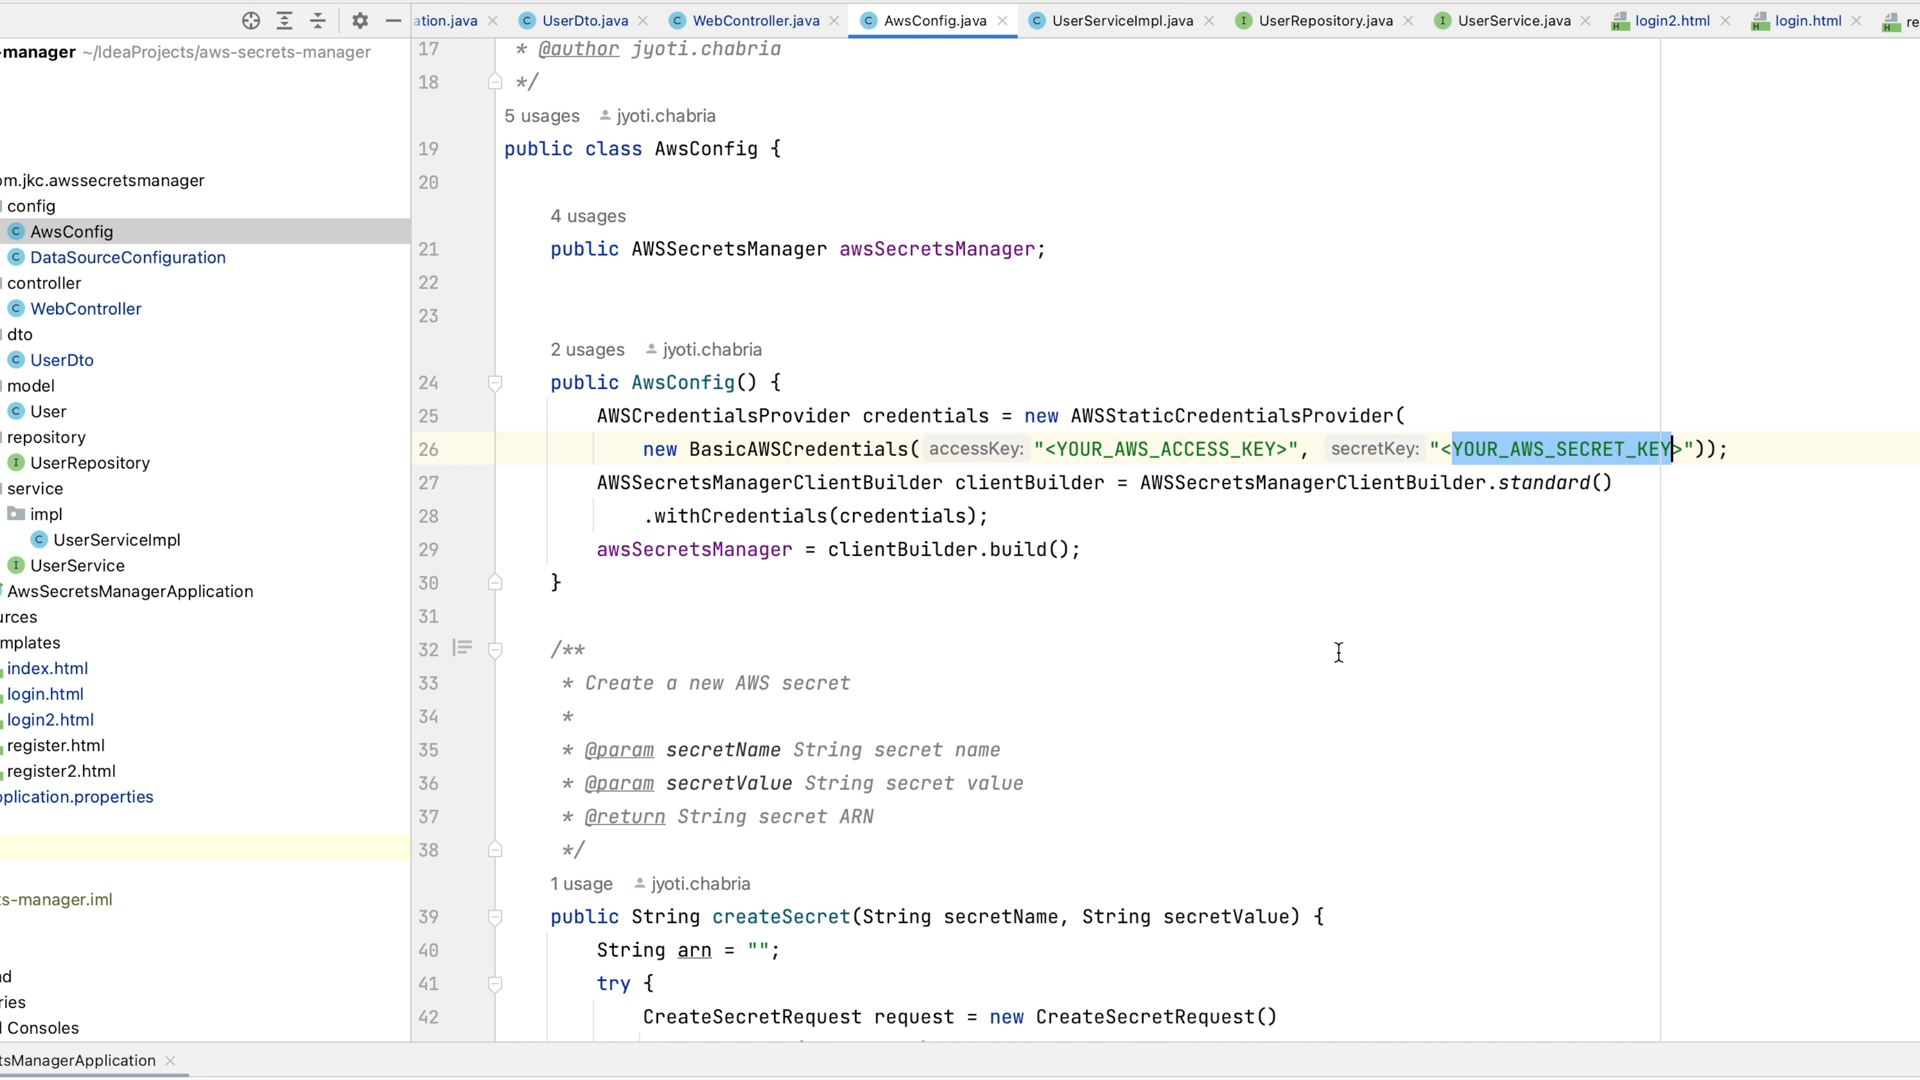 ation.java
UserDto.java
WebController.java
AwsConfig.java
UserServiceImpl.java
UserRepository.java
UserService.java
login2.html
login.html
re
-manager ~/IdeaProjects/aws-secrets-manager
om.jkc.awssecretsmanager
config
AwsConfig
DataSourceConfiguration
controller
WebController
dto
UserDto
model
User
repository
UserRepository
service
impl
UserServiceImpl
UserService
AwsSecretsManagerApplication
urces
mplates
index.html
login.html
login2.html
register.html
register2.html
pplication.properties
ts-manager.iml
nd
ries
d Consoles
17 * @author jyoti.chabria
18 */
5 usages jyoti.chabria
19 public class AwsConfig {
20
4 usages
21 public AWSSecretsManager awsSecretsManager;
22
23
2 usages jyoti.chabria
24 public AwsConfig() {
25 AWSCredentialsProvider credentials = new AWSStaticCredentialsProvider(
26 new BasicAWSCredentials( accessKey: "<YOUR_AWS_ACCESS_KEY>", secretKey: "<YOUR_AWS_SECRET_KEY>"));
27 AWSSecretsManagerClientBuilder clientBuilder = AWSSecretsManagerClientBuilder.standard()
28 .withCredentials(credentials);
29 awsSecretsManager = clientBuilder.build();
30 }
31
32 /**
33 * Create a new AWS secret
34 *
35 * @param secretName String secret name
36 * @param secretValue String secret value
37 * @return String secret ARN
38 */
1 usage jyoti.chabria
39 public String createSecret(String secretName, String secretValue) {
40 String arn = "";
41 try {
42 CreateSecretRequest request = new CreateSecretRequest()
tsManagerApplication